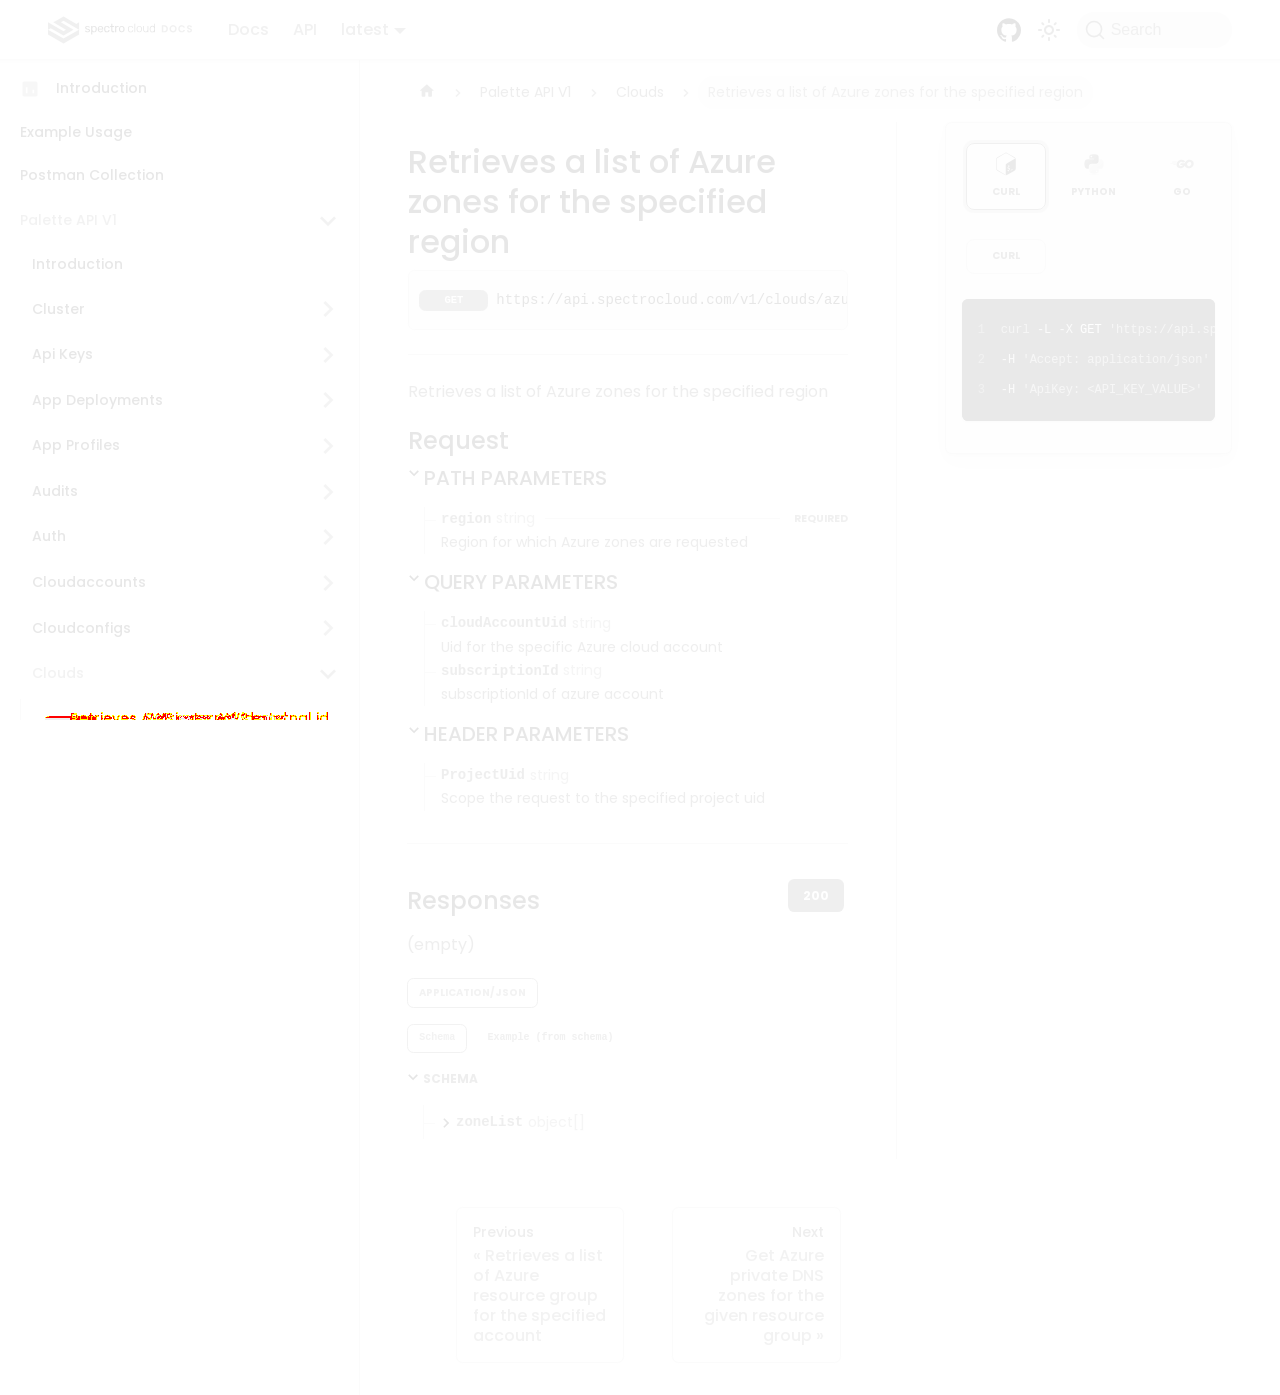 spectro cloud DOCS
Docs
API
latest
Search
Introduction
Example Usage
Postman Collection
Palette API V1
Introduction
Cluster
Api Keys
App Deployments
App Profiles
Audits
Auth
Cloudaccounts
Cloudconfigs
Clouds
Palette API V1
Clouds
Retrieves a list of Azure zones for the specified region
Retrieves a list of Azure
zones for the specified
region
GET https://api.spectrocloud.com/v1/clouds/azu
Retrieves a list of Azure zones for the specified region
Request
PATH PARAMETERS
region string REQUIRED
Region for which Azure zones are requested
QUERY PARAMETERS
cloudAccountUid string
Uid for the specific Azure cloud account
subscriptionId string
subscriptionId of azure account
HEADER PARAMETERS
ProjectUid string
Scope the request to the specified project uid
Responses
200
(empty)
APPLICATION/JSON
Schema
Example (from schema)
SCHEMA
zoneList object[]
Previous
« Retrieves a list
of Azure
resource group
for the specified
account
Next
Get Azure
private DNS
zones for the
given resource
group »
CURL
PYTHON
GO
CURL
1 curl -L -X GET 'https://api.sp
2 -H 'Accept: application/json'
3 -H 'ApiKey: <API_KEY_VALUE>'